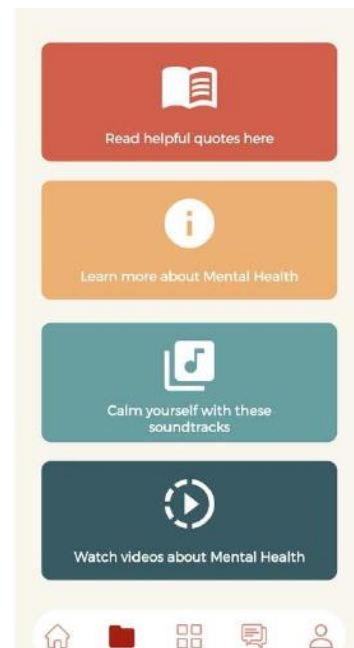 Read helpful quotes here
Learn more about Mental Health
Calm yourself with these
soundtracks
Watch videos about Mental Health